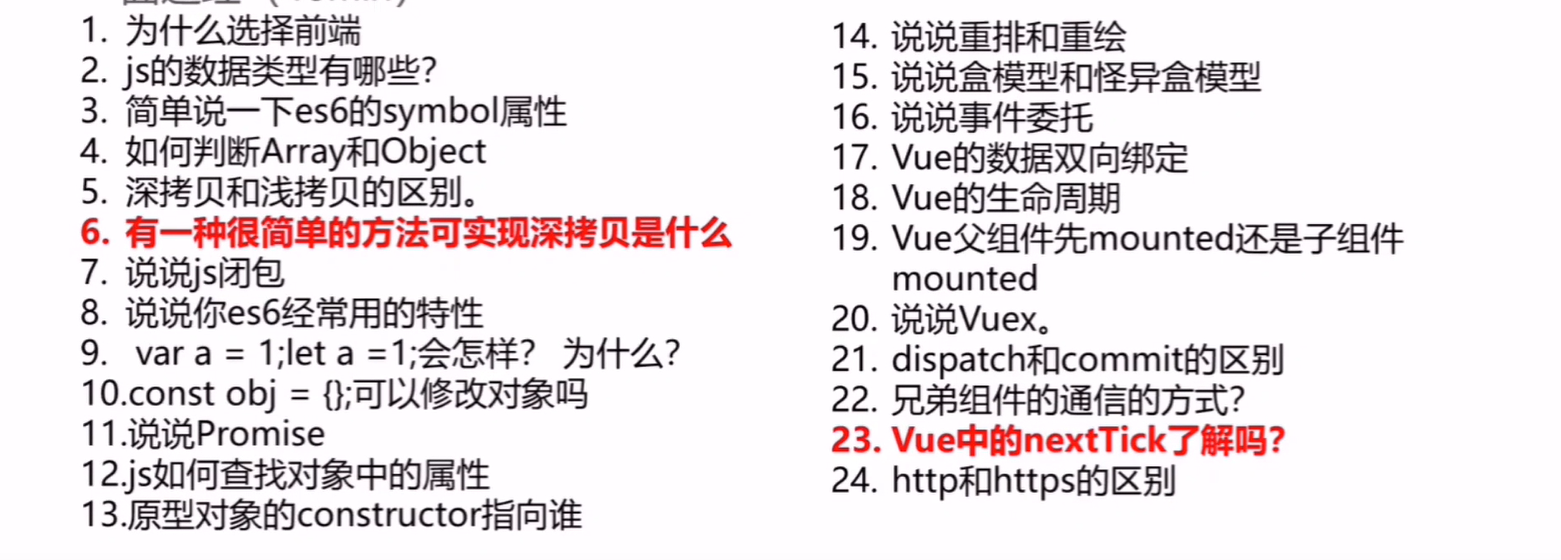 1. 为什么选择前端
2. js的数据类型有哪些?
3. 简单说一下es6的symbol属性
4. 如何判断Array和Object
5. 深拷贝和浅拷贝的区别。
6. 有一种很简单的方法可实现深拷贝是什么
7. 说说js闭包
8. 说说你es6经常用的特性
9. var a = 1;let a =1;会怎样? 为什么?
10.const obj = {};可以修改对象吗
11.说说Promise
12.js如何查找对象中的属性
13.原型对象的constructor指向谁
14. 说说重排和重绘
15. 说说盒模型和怪异盒模型
16. 说说事件委托
17. Vue的数据双向绑定
18. Vue的生命周期
19. Vue父组件先mounted还是子组件
mounted
20. 说说Vuex。
21. dispatch和commit的区别
22. 兄弟组件的通信的方式?
23. Vue中的nextTick了解吗?
24. http和https的区别